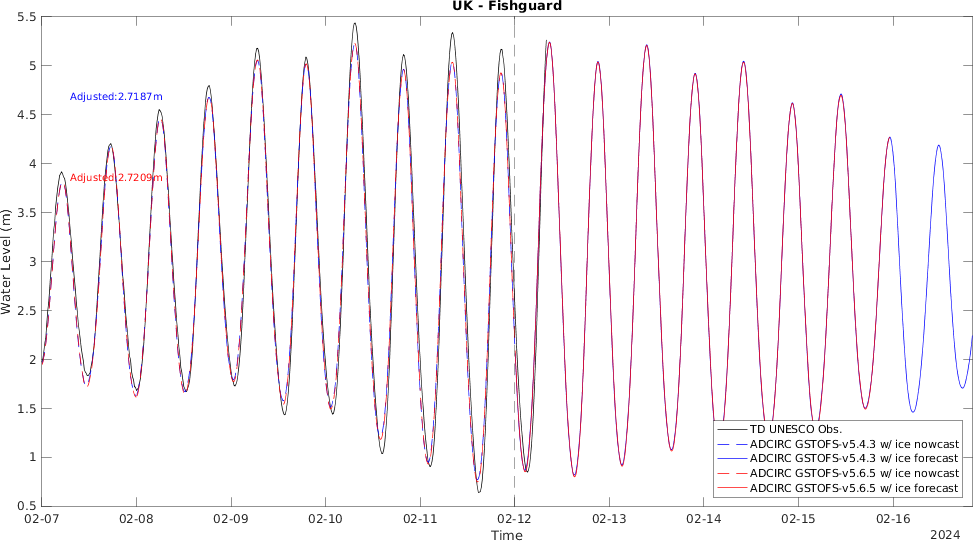 UK - Fishguard
5.5
5
4.5
4
3.5
3
2.5
2
1.5
1
0.5
Water Level (m)
Adjusted:2.7187m
Adjusted:2.7209m
TD UNESCO Obs.
ADCIRC GSTOFS-v5.4.3 w/ ice nowcast
ADCIRC GSTOFS-v5.4.3 w/ ice forecast
ADCIRC GSTOFS-v5.6.5 w/ ice nowcast
ADCIRC GSTOFS-v5.6.5 w/ ice forecast
02-07 02-08 02-09 02-10 02-11 02-12 02-13 02-14 02-15 02-16
Time
2024